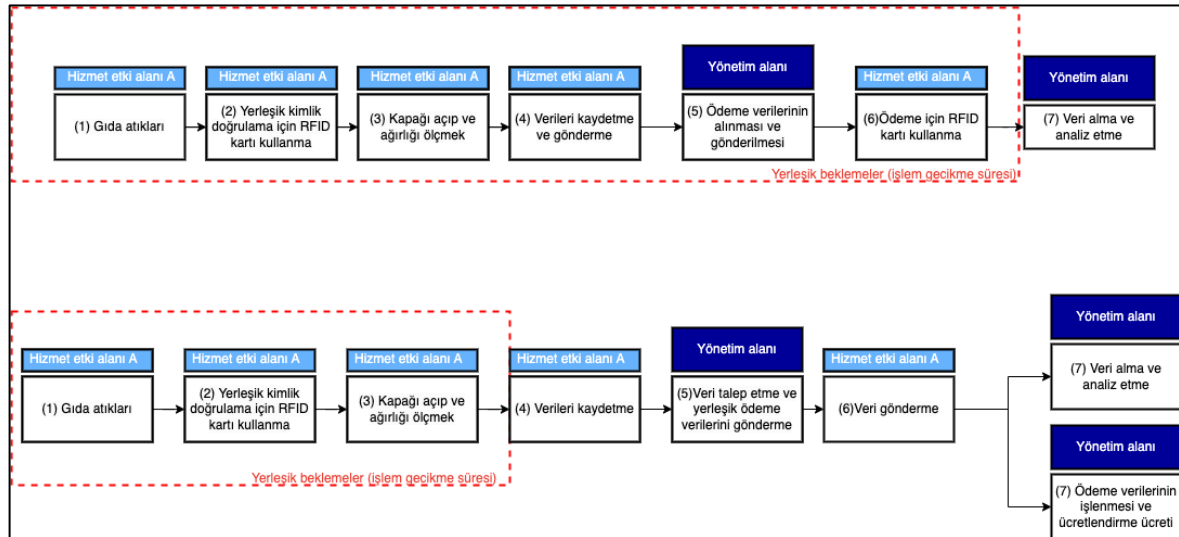 Hizmet etki alanı A
(1) Gıda atıkları
Hizmet etki alanı A
(2) Yerleşik kimlik
doğrulama için RFID
kartı kullanma
Hizmet etki alanı A
(3) Kapağı açıp ve
ağırlığı ölçmek
Hizmet etki alanı A
(4) Verileri kaydetme
ve gönderme
Yönetim alanı
(5) Ödeme verilerinin
alınması ve
gönderilmesi
Hizmet etki alanı A
(6)Ödeme için RFID
kartı kullanma
Yönetim alanı
(7) Veri alma ve
analiz etme
Yerleşik beklemeler (işlem gecikme süresi)
Hizmet etki alanı A
(1) Gıda atıkları
Hizmet etki alanı A
(2) Yerleşik kimlik
doğrulama için RFID
kartı kullanma
Hizmet etki alanı A
(3) Kapağı açıp ve
ağırlığı ölçmek
Hizmet etki alanı A
(4) Verileri kaydetme
Yönetim alanı
(5)Veri talep etme ve
yerleşik ödeme
verilerini gönderme
Hizmet etki alanı A
(6)Veri gönderme
Yönetim alanı
(7) Veri alma ve
analiz etme
Yönetim alanı
(7) Ödeme verilerinin
işlenmesi ve
ücretlendirme ücreti
Yerleşik beklemeler (işlem gecikme süresi)